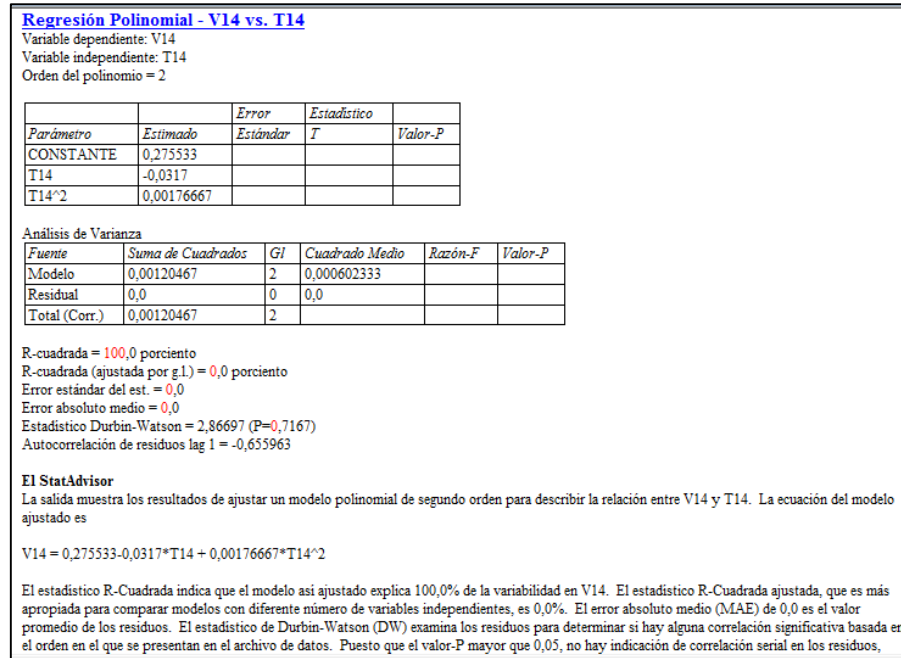 Regresión Polinomial - V14 vs. T14
Variable dependiente: V14
Variable independiente: T14
Orden del polinomio = 2
Error Estadístico
Parámetro Estimado Estándar T Valor-P
CONSTANTE 0,275533
T14 -0,0317
T14^2 0,00176667
Análisis de Varianza
Fuente Suma de Cuadrados Gl Cuadrado Medio Razón-F Valor-P
Modelo 0,00120467 2 0,000602333
Residual 0,0 0 0,0
Total (Corr.) 0,00120467 2
R-cuadrada = 100,0 porciento
R-cuadrada (ajustada por g.l.) = 0,0 porciento
Error estándar del est. = 0,0
Error absoluto medio = 0,0
Estadístico Durbin-Watson = 2,86697 (P=0,7167)
Autocorrelación de residuos lag 1 = -0,655963
El StatAdvisor
La salida muestra los resultados de ajustar un modelo polinomial de segundo orden para describir la relación entre V14 y T14. La ecuación del modelo
ajustado es
V14 = 0,275533-0,0317*T14 + 0,00176667*T14^2
El estadístico R-Cuadrada indica que el modelo así ajustado explica 100,0% de la variabilidad en V14. El estadístico R-Cuadrada ajustada, que es más
apropiada para comparar modelos con diferente número de variables independientes, es 0,0%. El error absoluto medio (MAE) de 0,0 es el valor
promedio de los residuos. El estadístico de Durbin-Watson (DW) examina los residuos para determinar si hay alguna correlación significativa basada en
el orden en el que se presentan en el archivo de datos. Puesto que el valor-P mayor que 0,05, no hay indicación de correlación serial en los residuos,